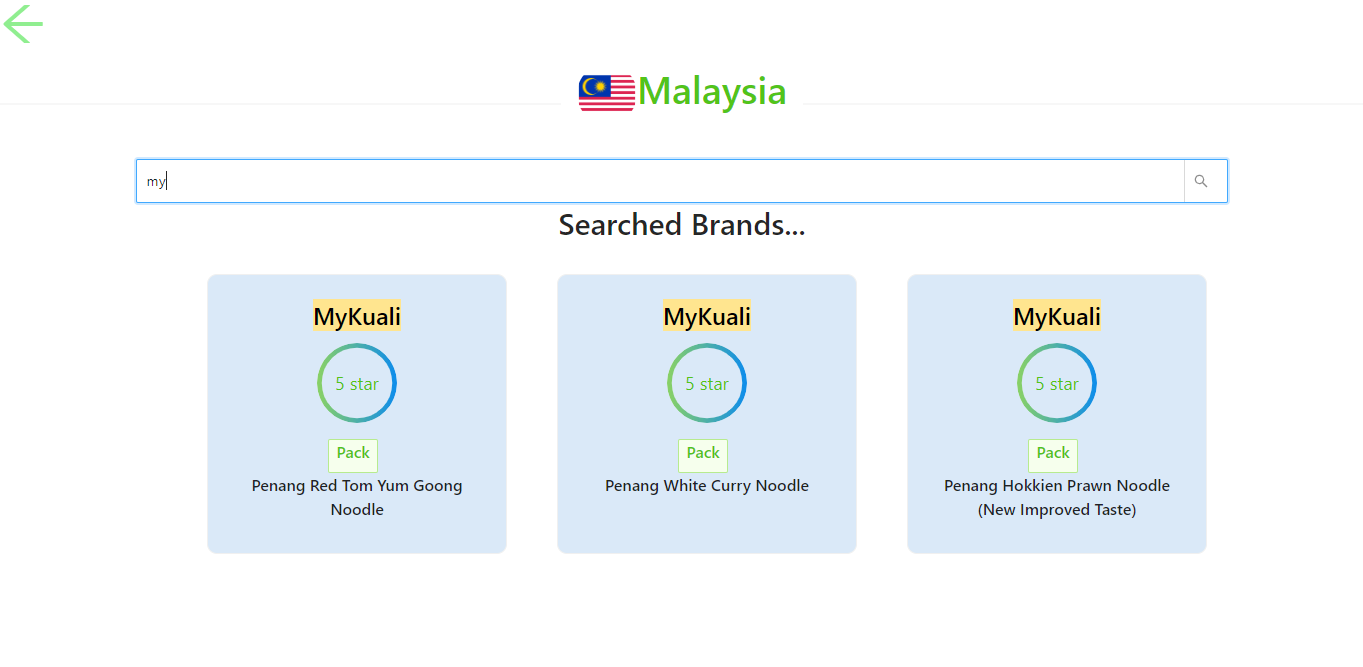 Malaysia
my
Searched Brands...
MyKuali
5 star
Pack
Penang Red Tom Yum Goong
Noodle
MyKuali
5 star
Pack
Penang White Curry Noodle
MyKuali
5 star
Pack
Penang Hokkien Prawn Noodle
(New Improved Taste)